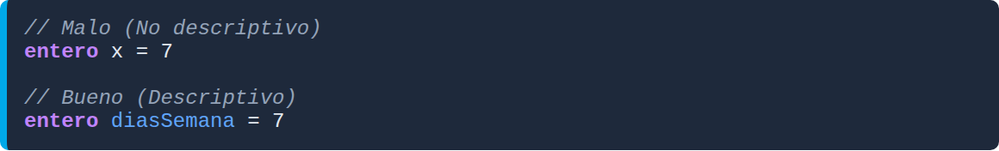 // Malo (No descriptivo)
entero x = 7
// Bueno (Descriptivo)
entero diasSemana = 7